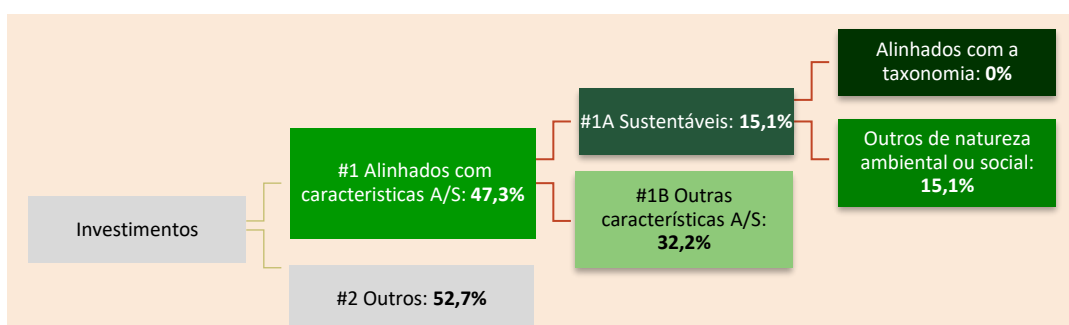 Investimentos
#1 Alinhados com
caracteristicas A/S: 47,3%
#2 Outros: 52,7%
#1A Sustentáveis: 15,1%
#1B Outras
característícas A/S:
32,2%
Alinhados com a
taxonomia: 0%
Outros de natureza
ambiental ou social:
15,1%